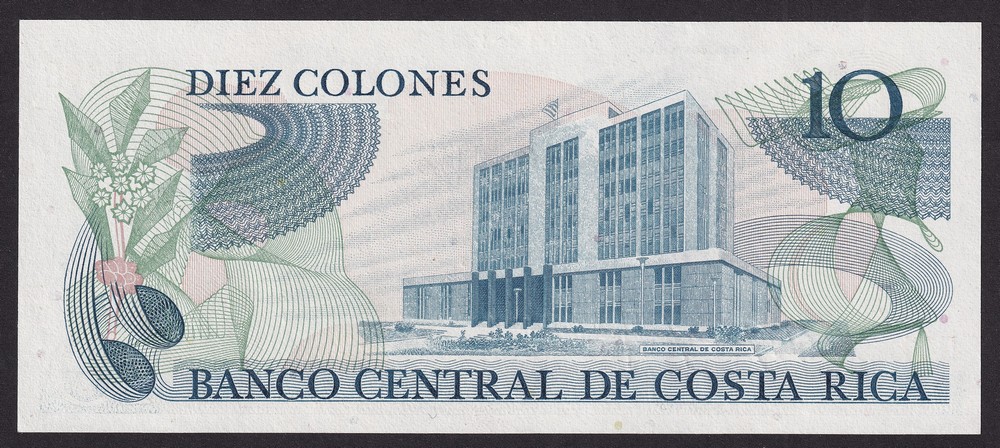 DIEZ COLONES
10
BANCO CENTRAL DE COSTA RICA
BANCO CENTRAL DE COSTA RICA